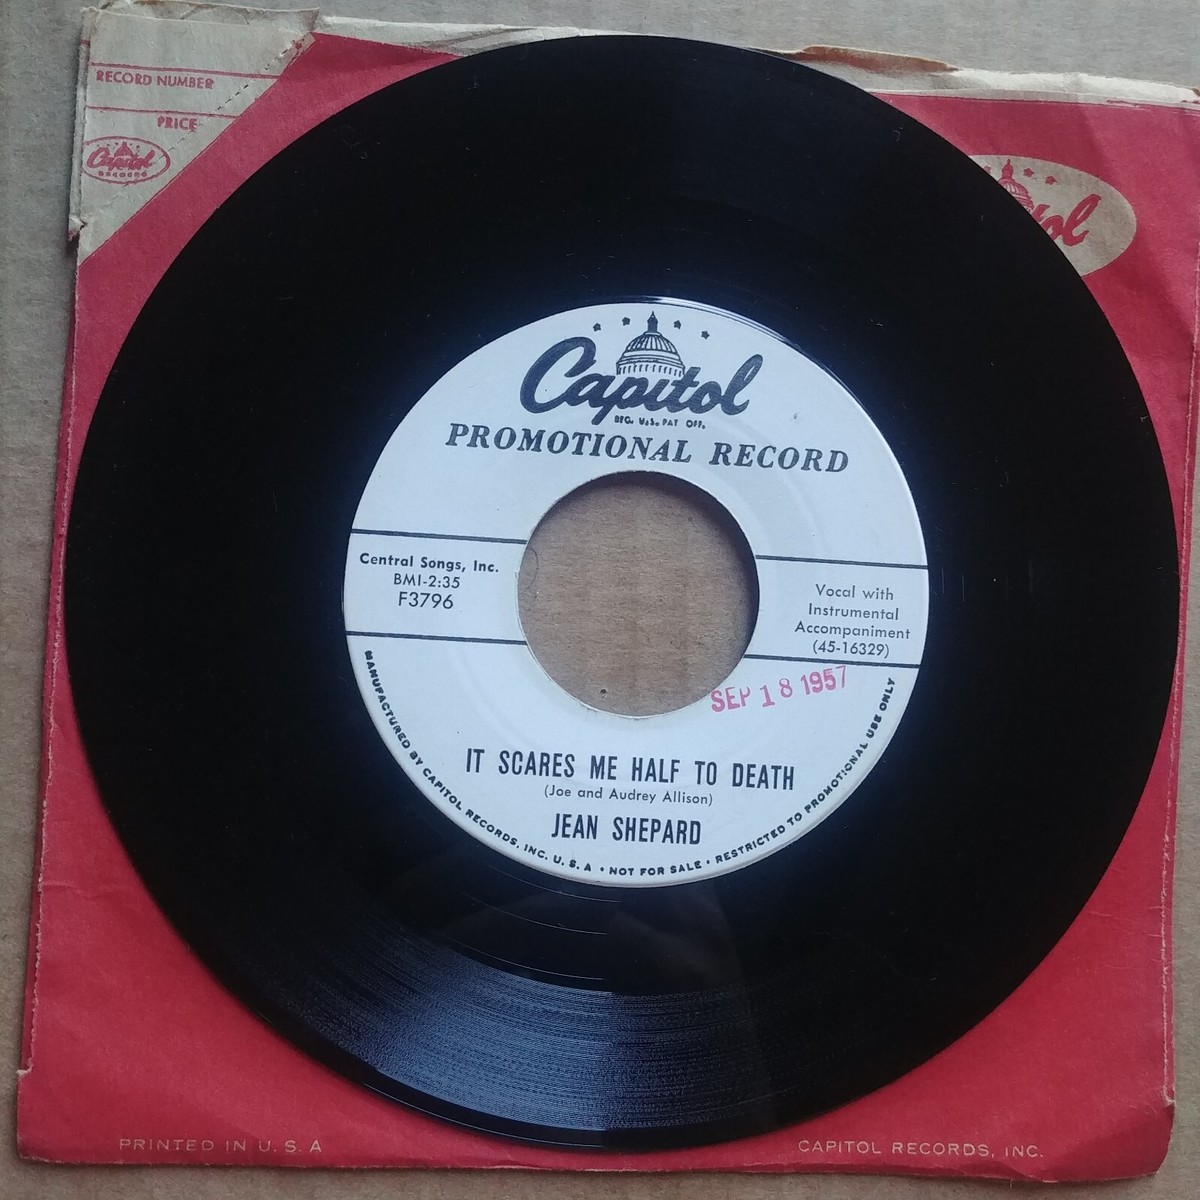 RECORD NUMBER
PRICE
Capitol
RECORDS
tol
Capitol
REG. U.S. PAT. OFF.
PROMOTIONAL RECORD
Central Songs, Inc.
BMI-2:35
F3796
Vocal with
Instrumental
Accompaniment
(45-16329)
SEP 18 1957
IT SCARES ME HALF TO DEATH
(Joe and Audrey Allison)
JEAN SHEPARD
MANUFACTURED BY CAPITOL RECORDS, INC. U. S. A • NOT FOR SALE • RESTRICTED TO PROMOTIONAL USE ONLY
PRINTED IN U. S. A
CAPITOL RECORDS, INC.